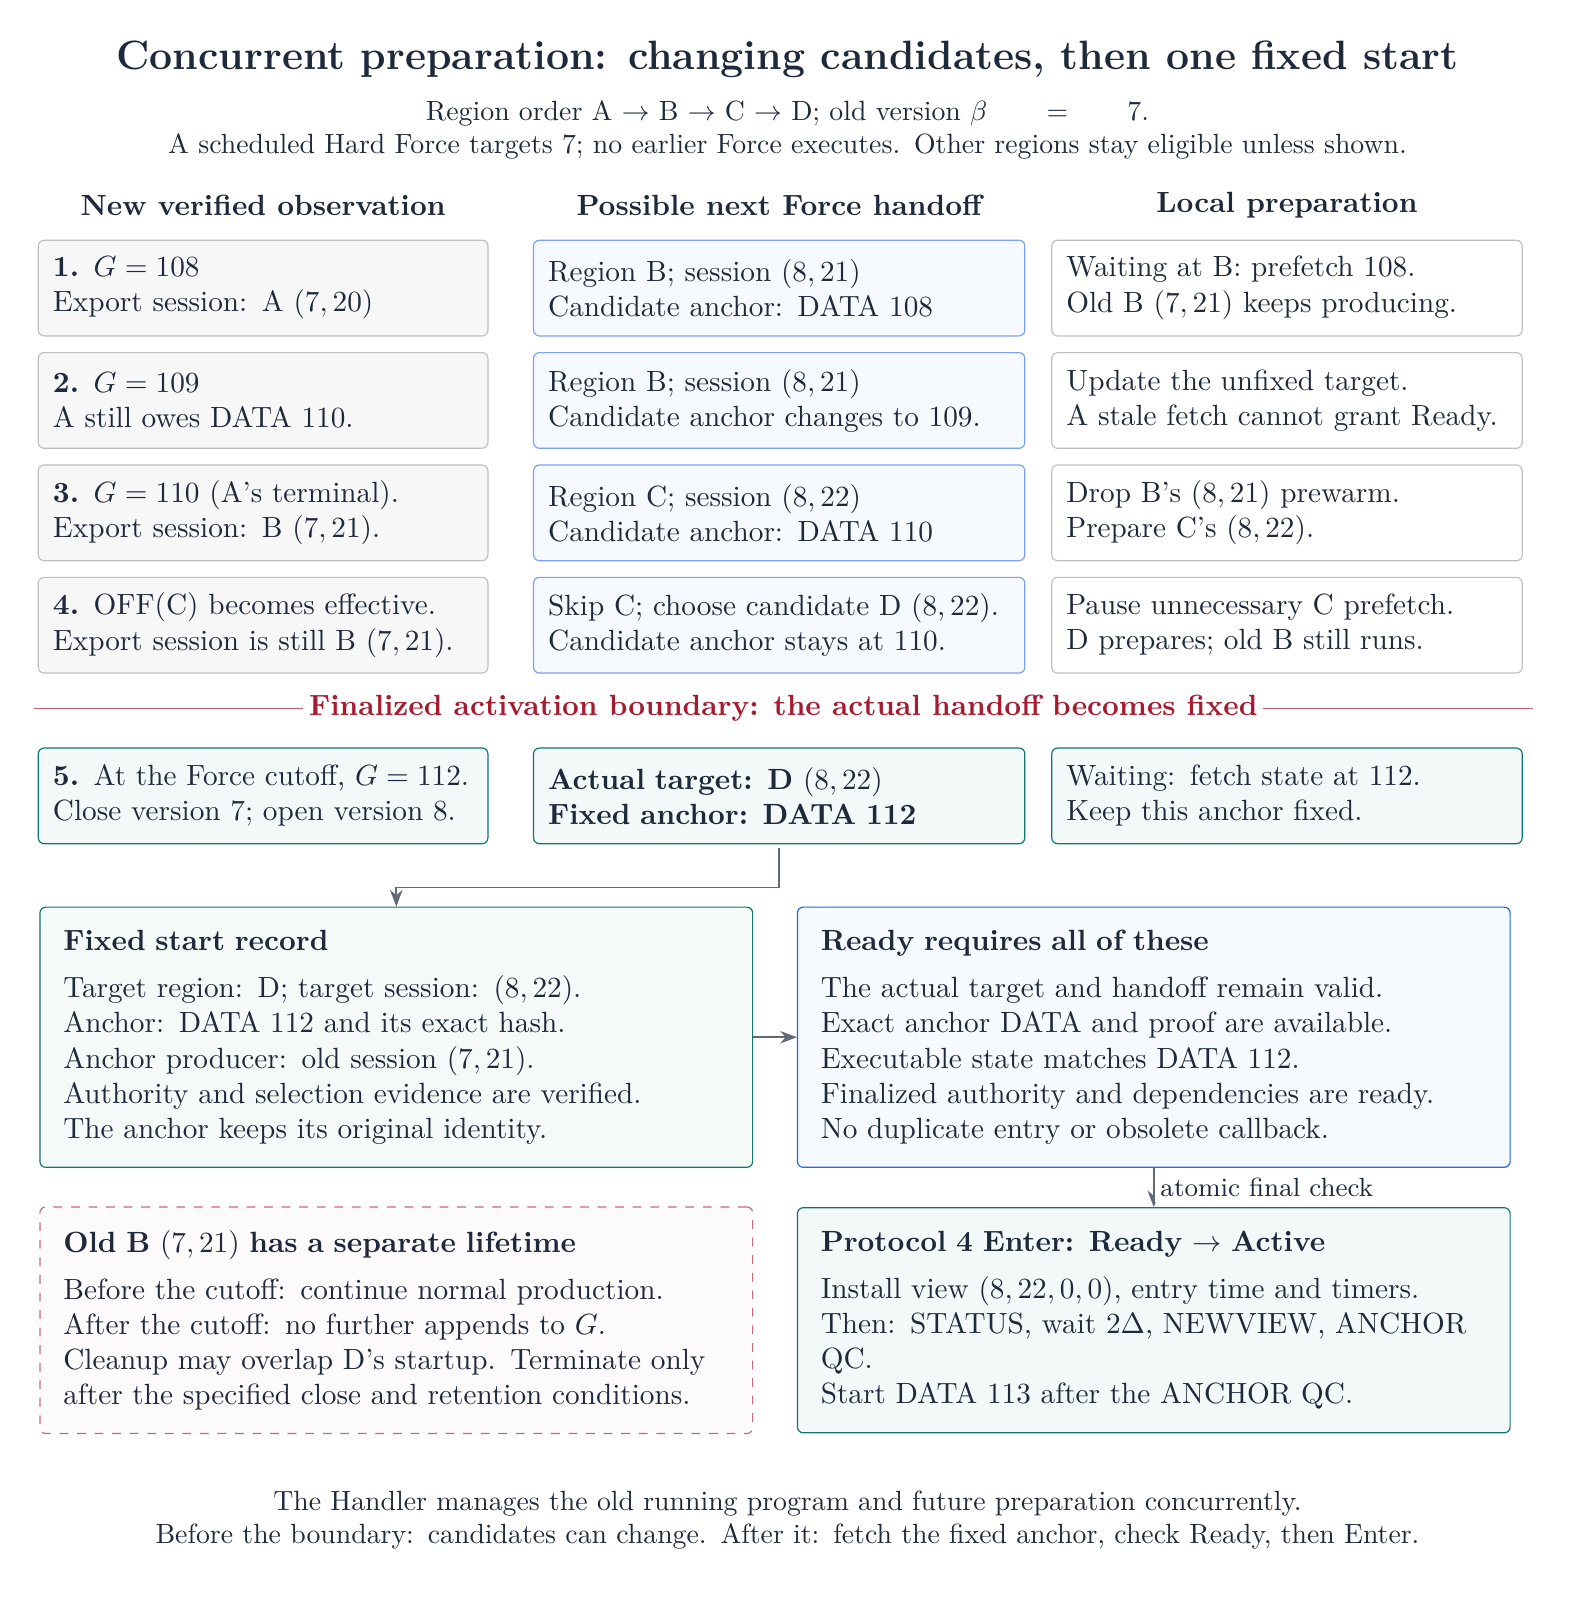 Concurrent preparation: changing candidates, then one fixed start
Region order A → B → C → D; old version β = 7.
A scheduled Hard Force targets 7; no earlier Force executes. Other regions stay eligible unless shown.
New verified observation
Possible next Force handoff
Local preparation
1. G = 108
Export session: A (7, 20)
Region B; session (8, 21)
Candidate anchor: DATA 108
Waiting at B: prefetch 108.
Old B (7, 21) keeps producing.
2. G = 109
A still owes DATA 110.
Region B; session (8, 21)
Candidate anchor changes to 109.
Update the unfixed target.
A stale fetch cannot grant Ready.
3. G = 110 (A's terminal).
Export session: B (7, 21).
Region C; session (8, 22)
Candidate anchor: DATA 110
Drop B's (8, 21) prewarm.
Prepare C's (8, 22).
4. OFF(C) becomes effective.
Export session is still B (7, 21).
Skip C; choose candidate D (8, 22).
Candidate anchor stays at 110.
Pause unnecessary C prefetch.
D prepares; old B still runs.
Finalized activation boundary: the actual handoff becomes fixed
5. At the Force cutoff, G = 112.
Close version 7; open version 8.
Actual target: D (8, 22)
Fixed anchor: DATA 112
Waiting: fetch state at 112.
Keep this anchor fixed.
Fixed start record
Target region: D; target session: (8, 22).
Anchor: DATA 112 and its exact hash.
Anchor producer: old session (7, 21).
Authority and selection evidence are verified.
The anchor keeps its original identity.
Ready requires all of these
The actual target and handoff remain valid.
Exact anchor DATA and proof are available.
Executable state matches DATA 112.
Finalized authority and dependencies are ready.
No duplicate entry or obsolete callback.
atomic final check
Old B (7, 21) has a separate lifetime
Before the cutoff: continue normal production.
After the cutoff: no further appends to G.
Cleanup may overlap D's startup. Terminate only
after the specified close and retention conditions.
Protocol 4 Enter: Ready → Active
Install view (8, 22, 0, 0), entry time and timers.
Then: STATUS, wait 2Δ, NEWVIEW, ANCHOR
QC.
Start DATA 113 after the ANCHOR QC.
The Handler manages the old running program and future preparation concurrently.
Before the boundary: candidates can change. After it: fetch the fixed anchor, check Ready, then Enter.